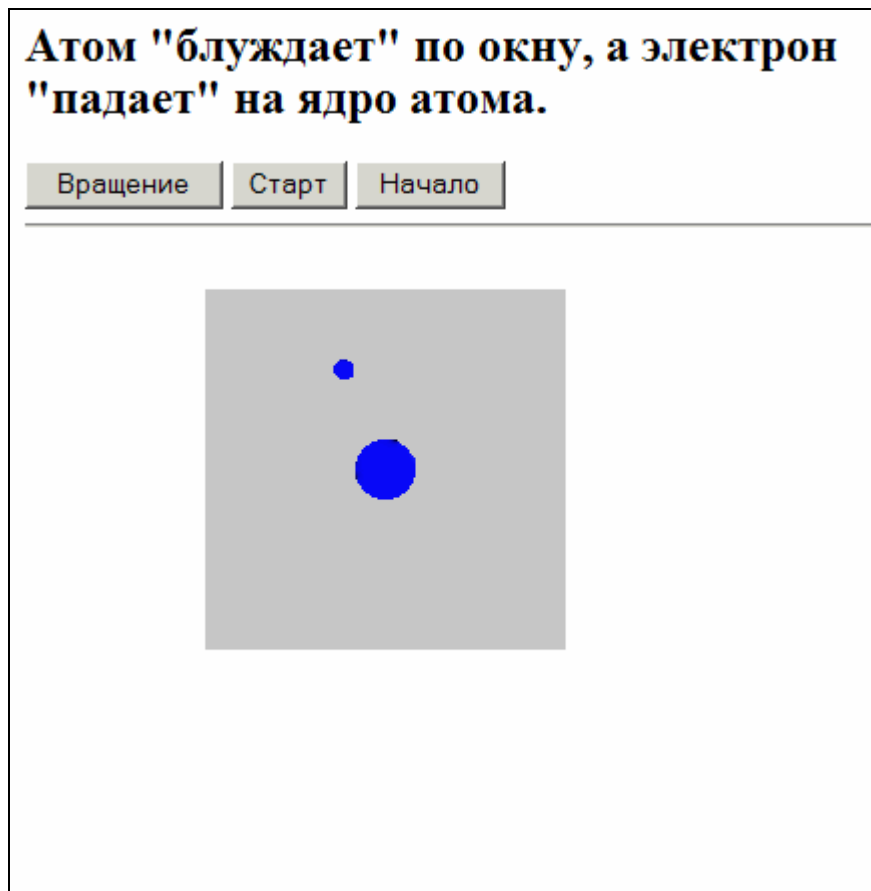 Атом "блуждает" по окну, а электрон
"падает" на ядро атома.
Вращение Старт Начало